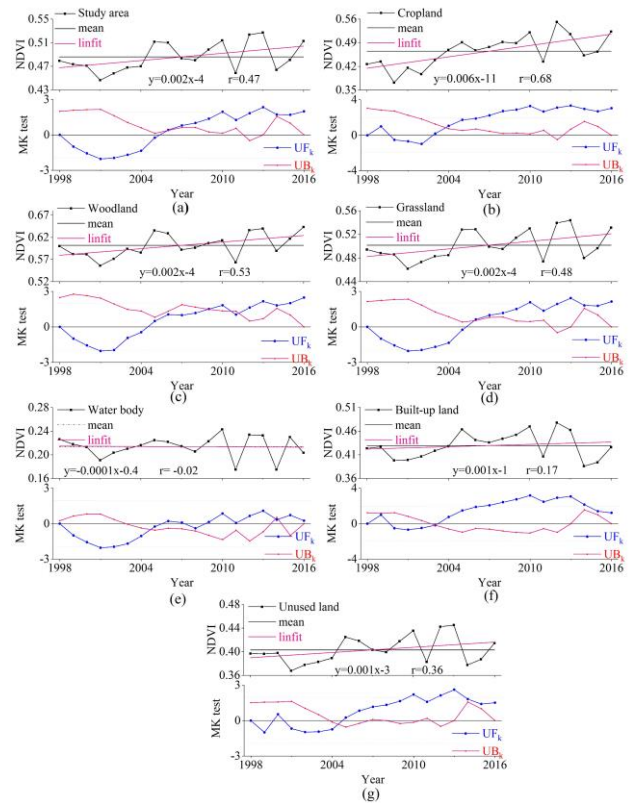 0.55
0.51
0.47
0.43
NDVI
Study area
mean
linfit
y=0.002x-4 r=0.47
3
0
-3
MK test
UFk
UBk
1998 2004 2010 2016
Year
(a)
0.56
0.49
0.42
0.35
NDVI
Cropland
mean
linfit
y=0.006x-11 r=0.68
4
0
-4
MK test
UFk
UBk
1998 2004 2010 2016
Year
(b)
0.67
0.62
0.57
0.52
NDVI
Woodland
mean
linfit
y=0.002x-4 r=0.53
3
0
-3
MK test
UFk
UBk
1998 2004 2010 2016
Year
(c)
0.56
0.52
0.48
0.44
NDVI
Grassland
mean
linfit
y=0.002x-4 r=0.48
3
0
-3
MK test
UFk
UBk
1998 2004 2010 2016
Year
(d)
0.28
0.24
0.20
0.16
NDVI
Water body
mean
linfit
y=-0.0001x-0.4 r= -0.02
3
0
-3
MK test
UFk
UBk
1998 2004 2010 2016
Year
(e)
0.51
0.46
0.41
0.36
NDVI
Built-up land
mean
linfit
y=0.001x-1 r=0.17
4
0
-4
MK test
UFk
UBk
1998 2004 2010 2016
Year
(f)
0.48
0.44
0.40
0.36
NDVI
Unused land
mean
linfit
y=0.001x-3 r=0.36
3
0
-3
MK test
UFk
UBk
1998 2004 2010 2016
Year
(g)